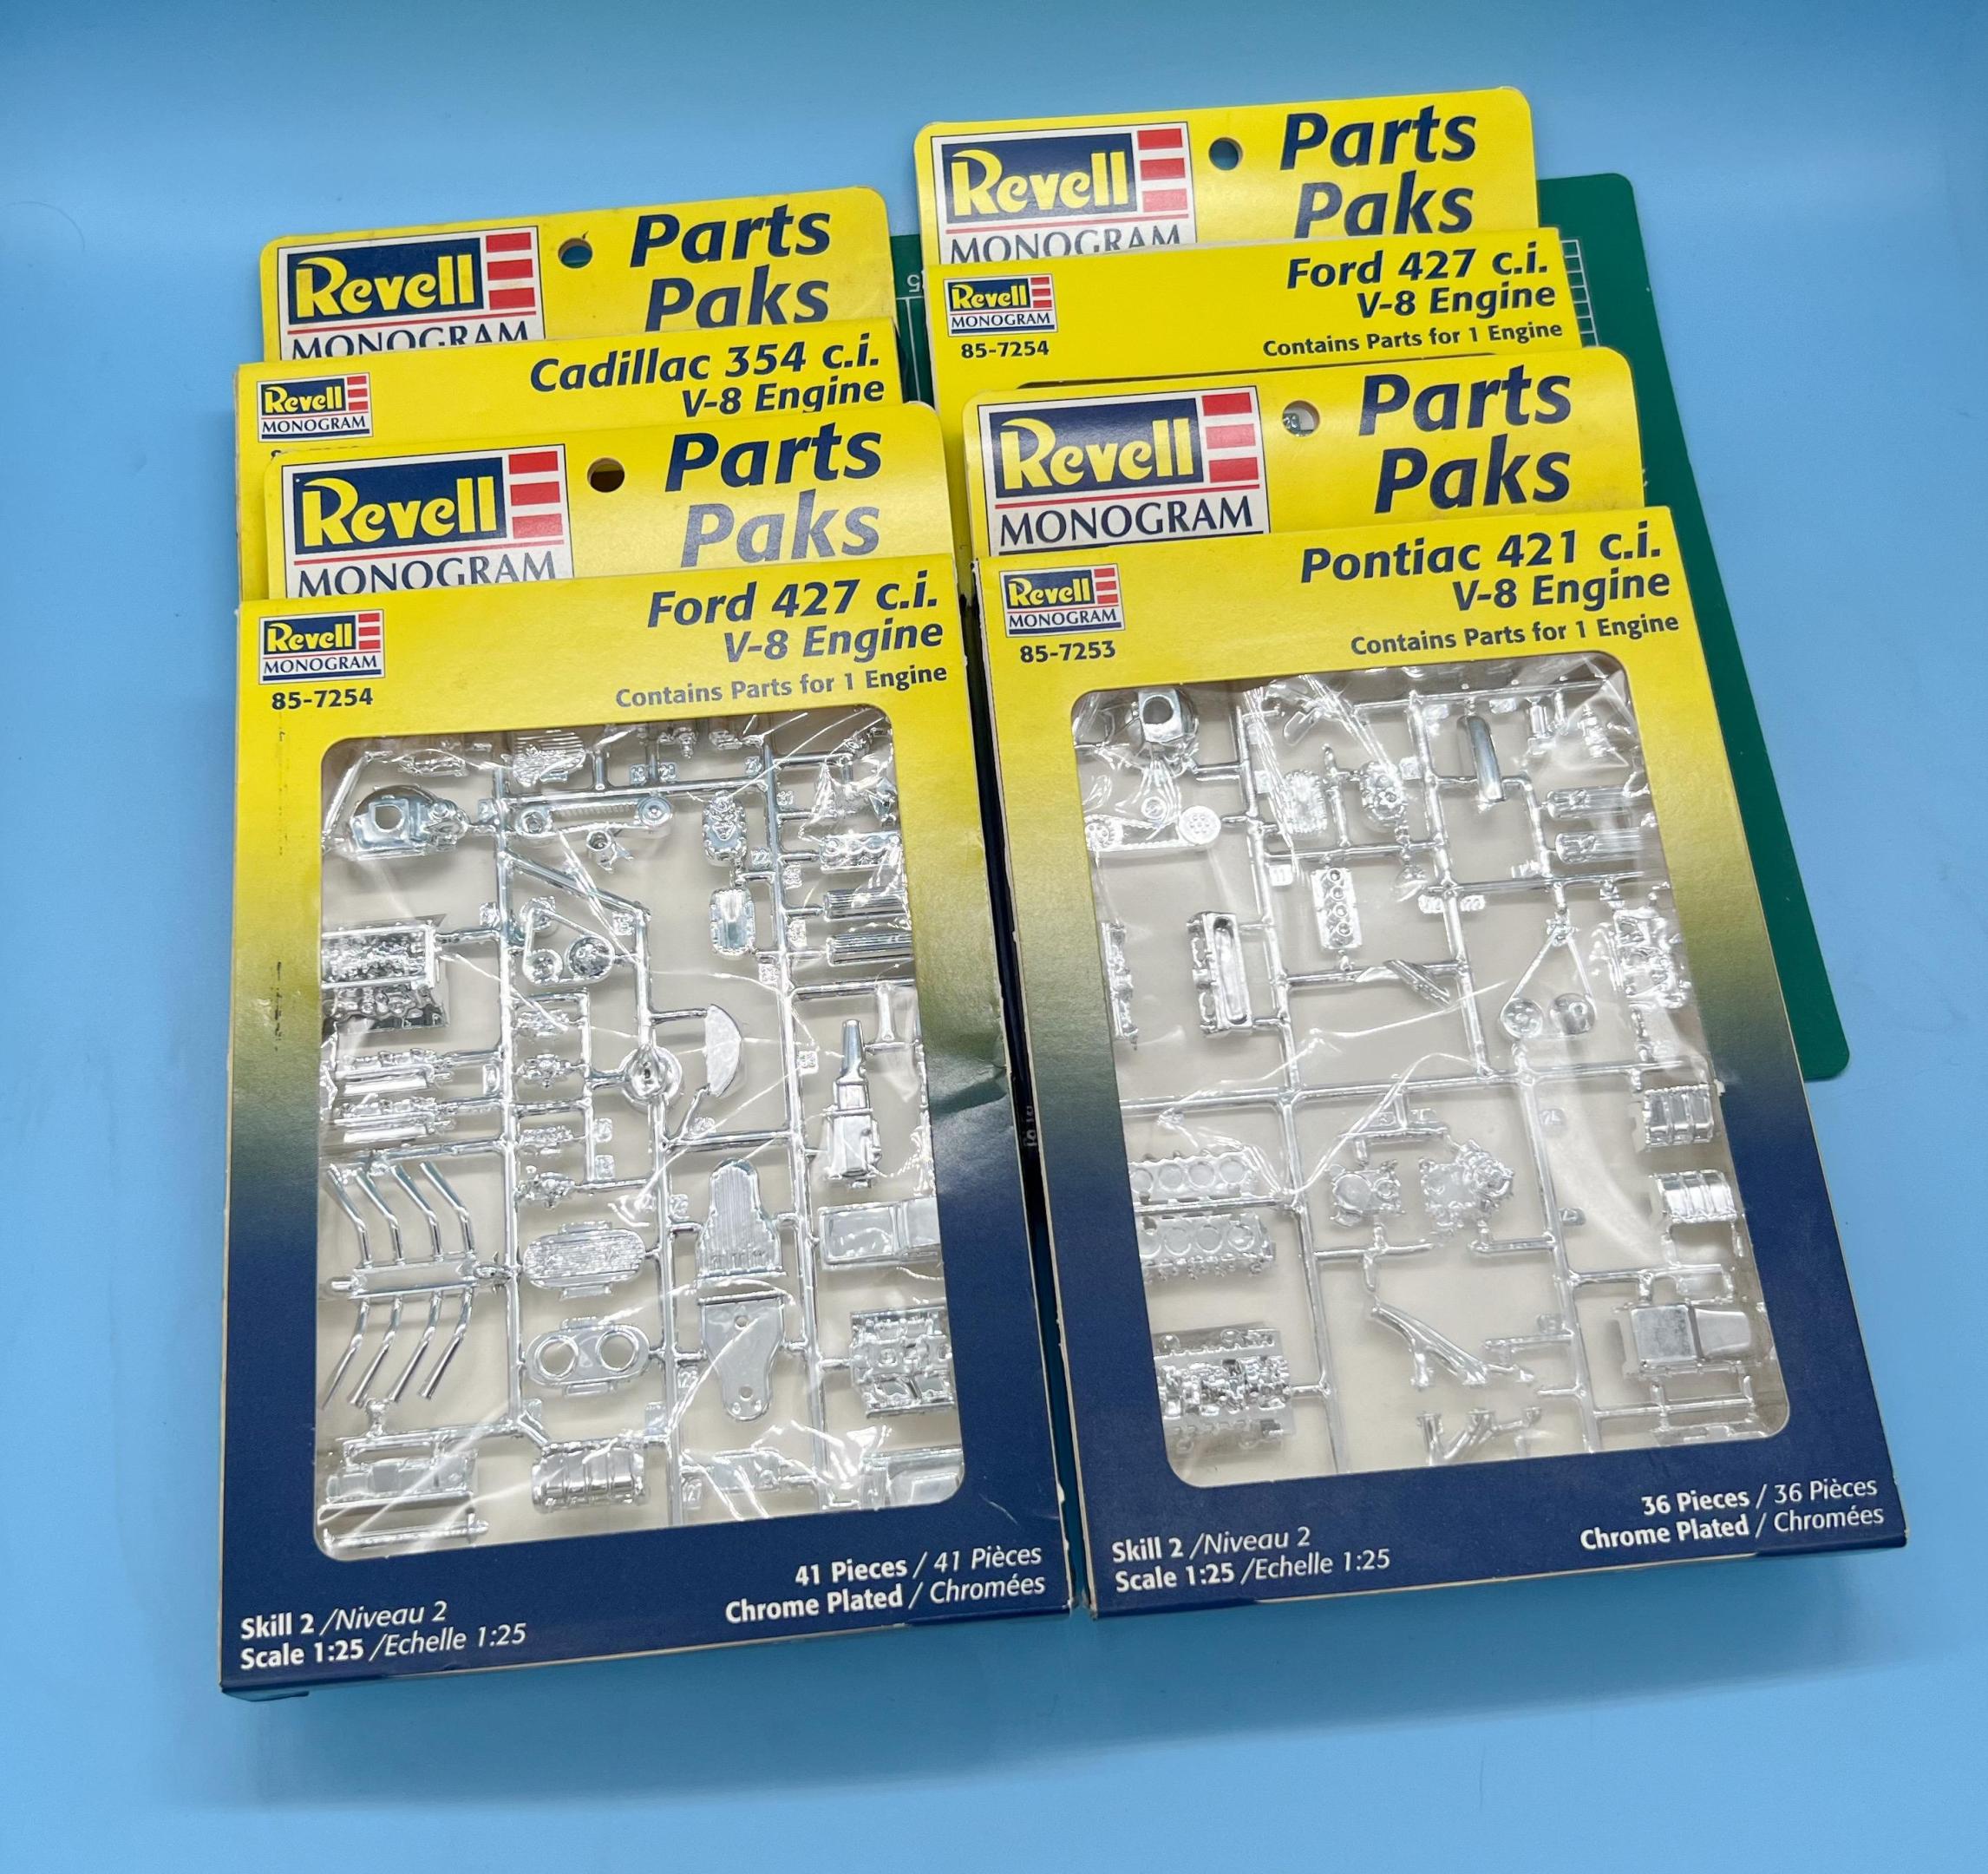 Revell
MONOGRAM
Parts
Paks
Revell
MONOGRAM
Cadillac 354 c.i.
V-8 Engine
Revell
MONOGRAM
Parts
Paks
Revell
MONOGRAM
85-7254
Ford 427 c.i.
V-8 Engine
Contains Parts for 1 Engine
Skill 2 /Niveau 2
Scale 1:25 /Echelle 1:25
41 Pieces / 41 Pièces
Chrome Plated / Chromées
Revell
MONOGRAM
Parts
Paks
Revell
MONOGRAM
85-7254
Ford 427 c.i.
V-8 Engine
Contains Parts for 1 Engine
Revell
MONOGRAM
Parts
Paks
Revell
MONOGRAM
85-7253
Pontiac 421 c.i.
V-8 Engine
Contains Parts for 1 Engine
Skill 2 /Niveau 2
Scale 1:25 /Echelle 1:25
36 Pieces / 36 Pièces
Chrome Plated / Chromées